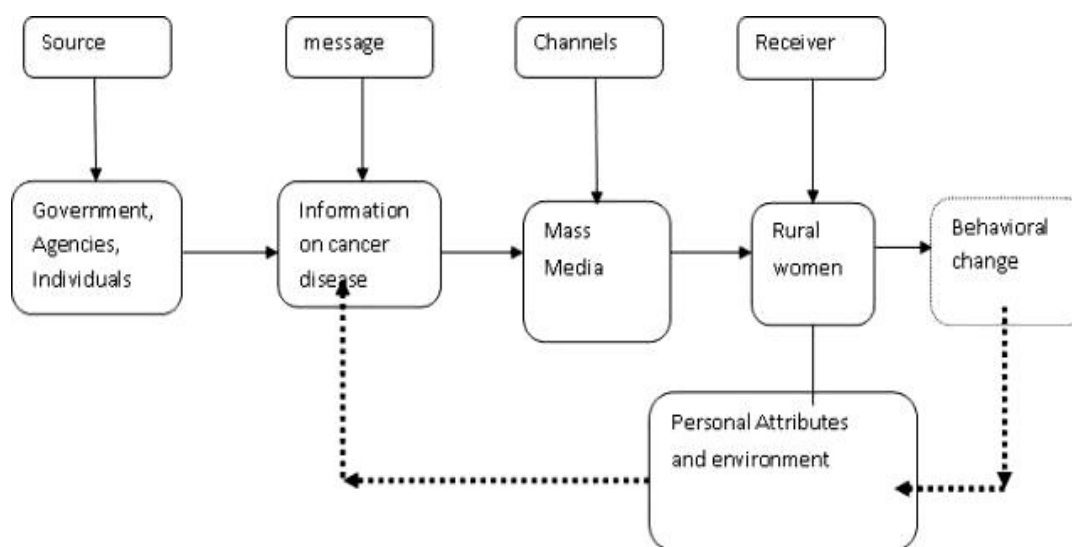 Source
message
Channels
Receiver
Government,
Agencies,
Individuals
Information
on cancer
disease
Mass
Media
Rural
women
Behavioral
change
Personal Attributes
and environment